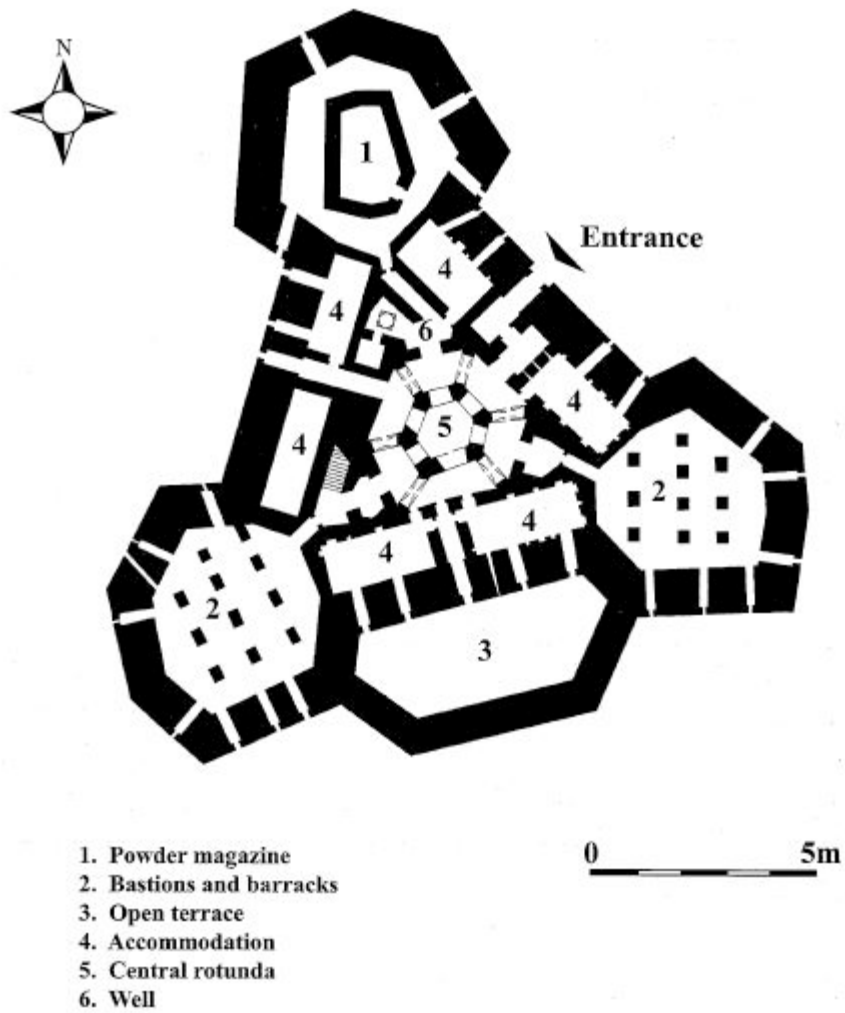 N
1
Entrance
4
4
6
4
5
4
2
4
4
2
3
0 5m
1. Powder magazine
2. Bastions and barracks
3. Open terrace
4. Accommodation
5. Central rotunda
6. Well